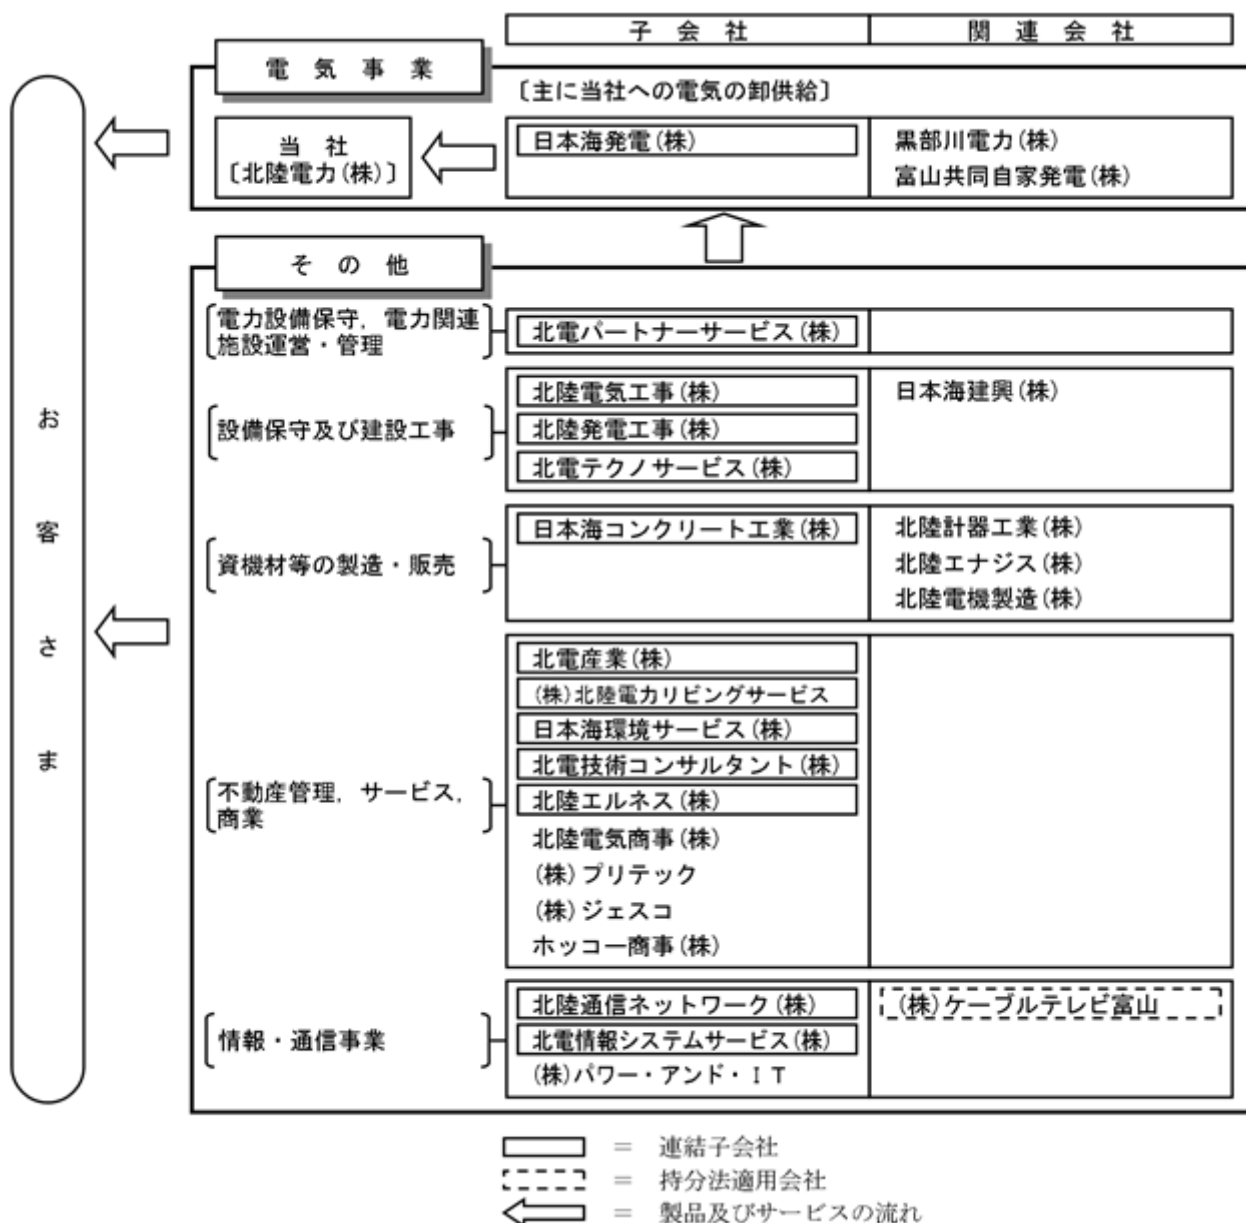 子会社 関連会社
電気事業
〔主に当社への電気の卸供給〕
当社
〔北陸電力(株)〕
日本海発電(株) 黒部川電力(株)
富山共同自家発電(株)
その他
電力設備保守，電力関連
施設運営・管理
北電パートナーサービス(株)
設備保守及び建設工事
北陸電気工事(株) 日本海建興(株)
北陸発電工事(株)
北電テクノサービス(株)
資機材等の製造・販売
日本海コンクリート工業(株) 北陸計器工業(株)
北陸エナジス(株)
北陸電機製造(株)
不動産管理，サービス，
商業
北電産業(株)
(株)北陸電力リビングサービス
日本海環境サービス(株)
北電技術コンサルタント(株)
北陸エルネス(株)
北陸電気商事(株)
(株)プリテック
(株)ジェスコ
ホッコー商事(株)
情報・通信事業
北陸通信ネットワーク(株) (株)ケーブルテレビ富山
北電情報システムサービス(株)
(株)パワー・アンド・ＩＴ
お客さま
＝ 連結子会社
＝ 持分法適用会社
＝ 製品及びサービスの流れ